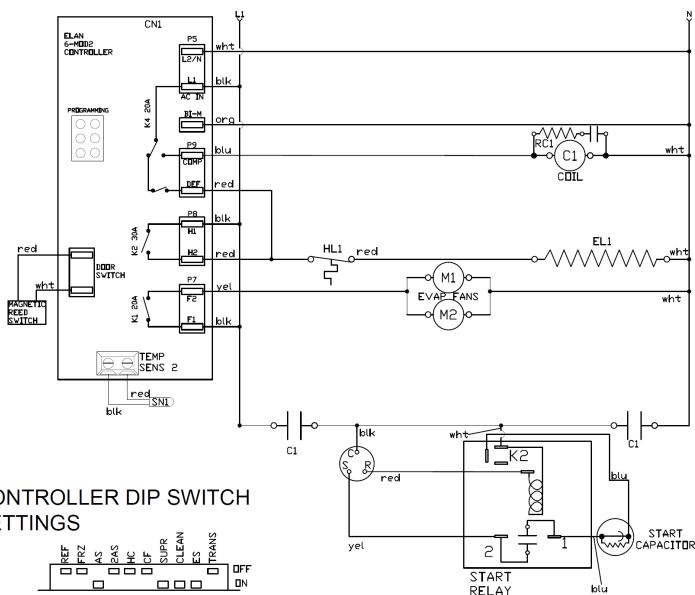 L1
N
CN1
ELAN
6-MOD2
CONTROLLER
P5
L2/N
wht
L1
AC IN
blk
PROGRAMMING
K4 20A
BI-M
org
P9
COMP
blu
RC1
C1
COIL
wht
DEF
red
P8
H1
blk
K2 30A
H2
red
HL1
red
EL1
wht
red
DOOR
SWITCH
wht
MAGNETIC
REED
SWITCH
P7
F2
yel
K1 20A
F1
blk
M1
EVAP FANS
M2
wht
TEMP
SENS 2
red
blk
SN1
C1
C1
blk
wht
C
S
R
red
K2
blu
yel
2
1
START
CAPACITOR
START
RELAY
blu
ONTROLLER DIP SWITCH
ETTINGS
REF
FRZ
AS
2AS
HC
CF
SUPR
CLEAN
ES
TRANS
OFF
ON